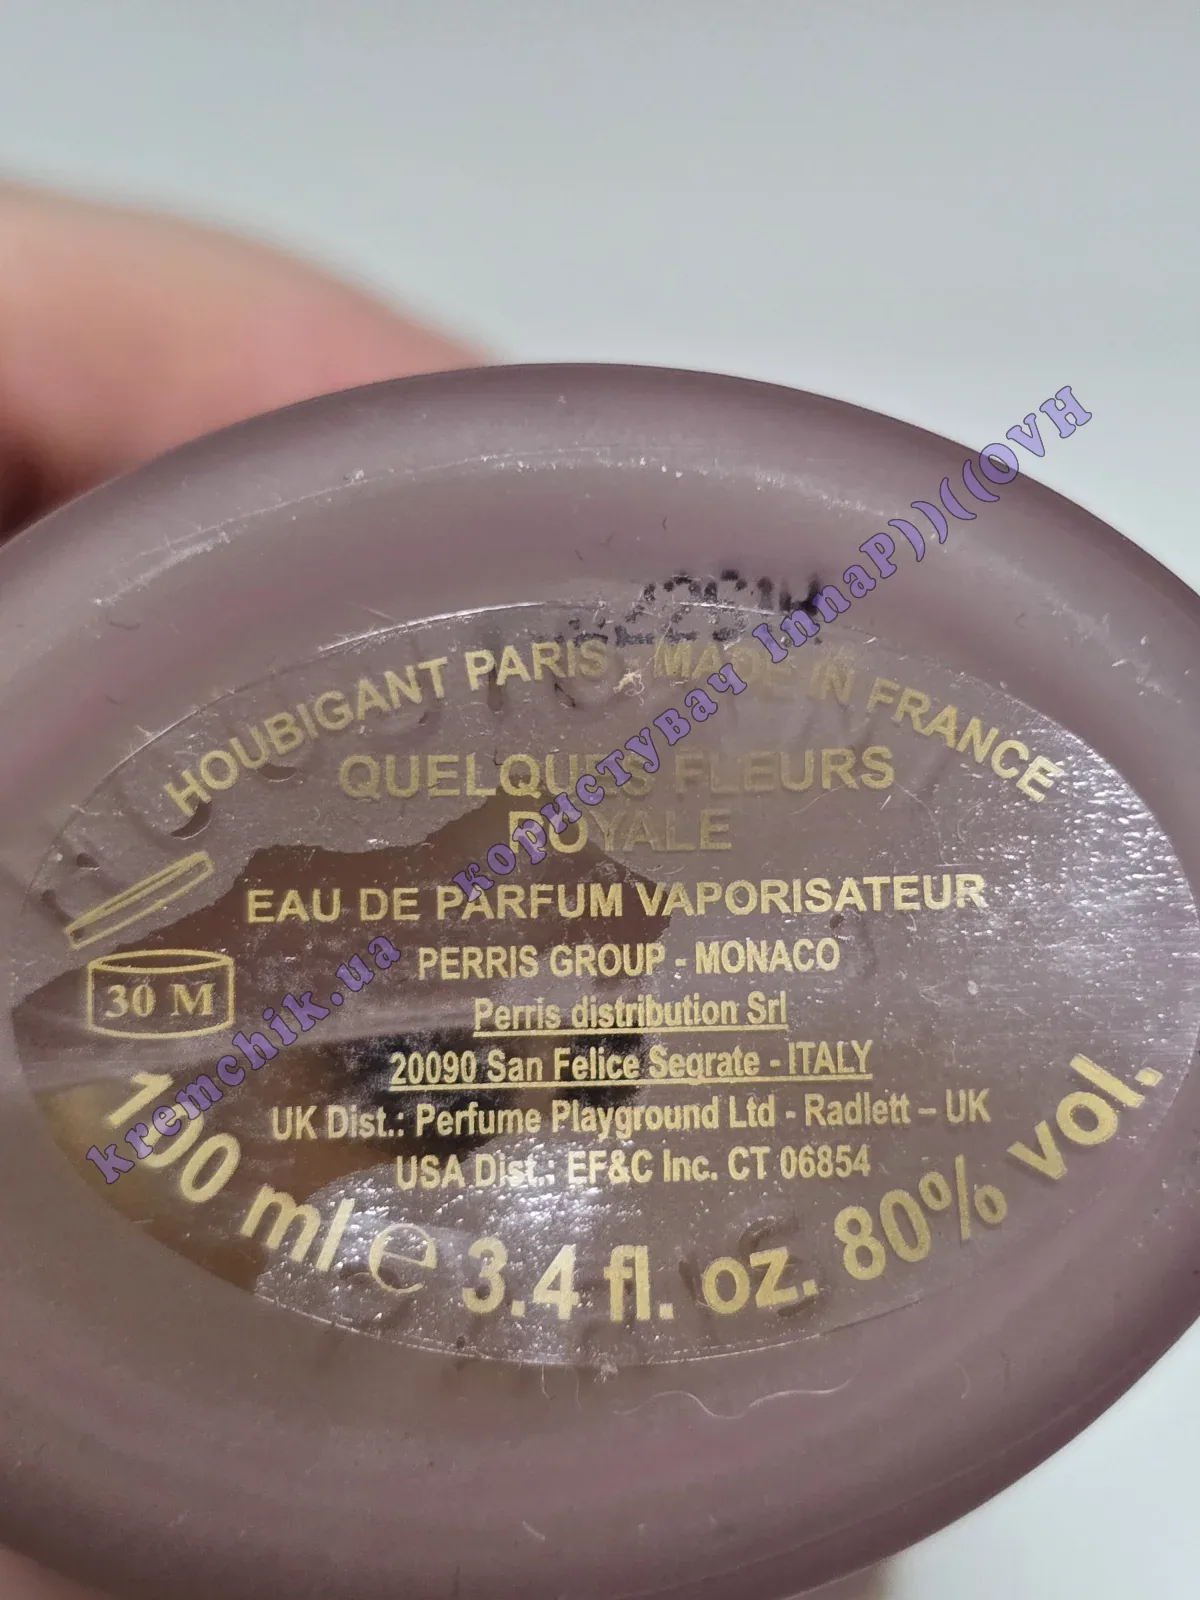 HOUBIGANT PARIS - MADE IN FRANCE
QUELQUES FLEURS
ROYALE
EAU DE PARFUM VAPORISATEUR
PERRIS GROUP - MONACO
Perris distribution Srl
20090 San Felice Segrate - ITALY
UK Dist.: Perfume Playground Ltd - Radlett – UK
USA Dist.: EF&C Inc. CT 06854
30 M
100 ml e 3.4 fl. oz. 80% vol.
kremchik.ua користувач InnaP))((OvH